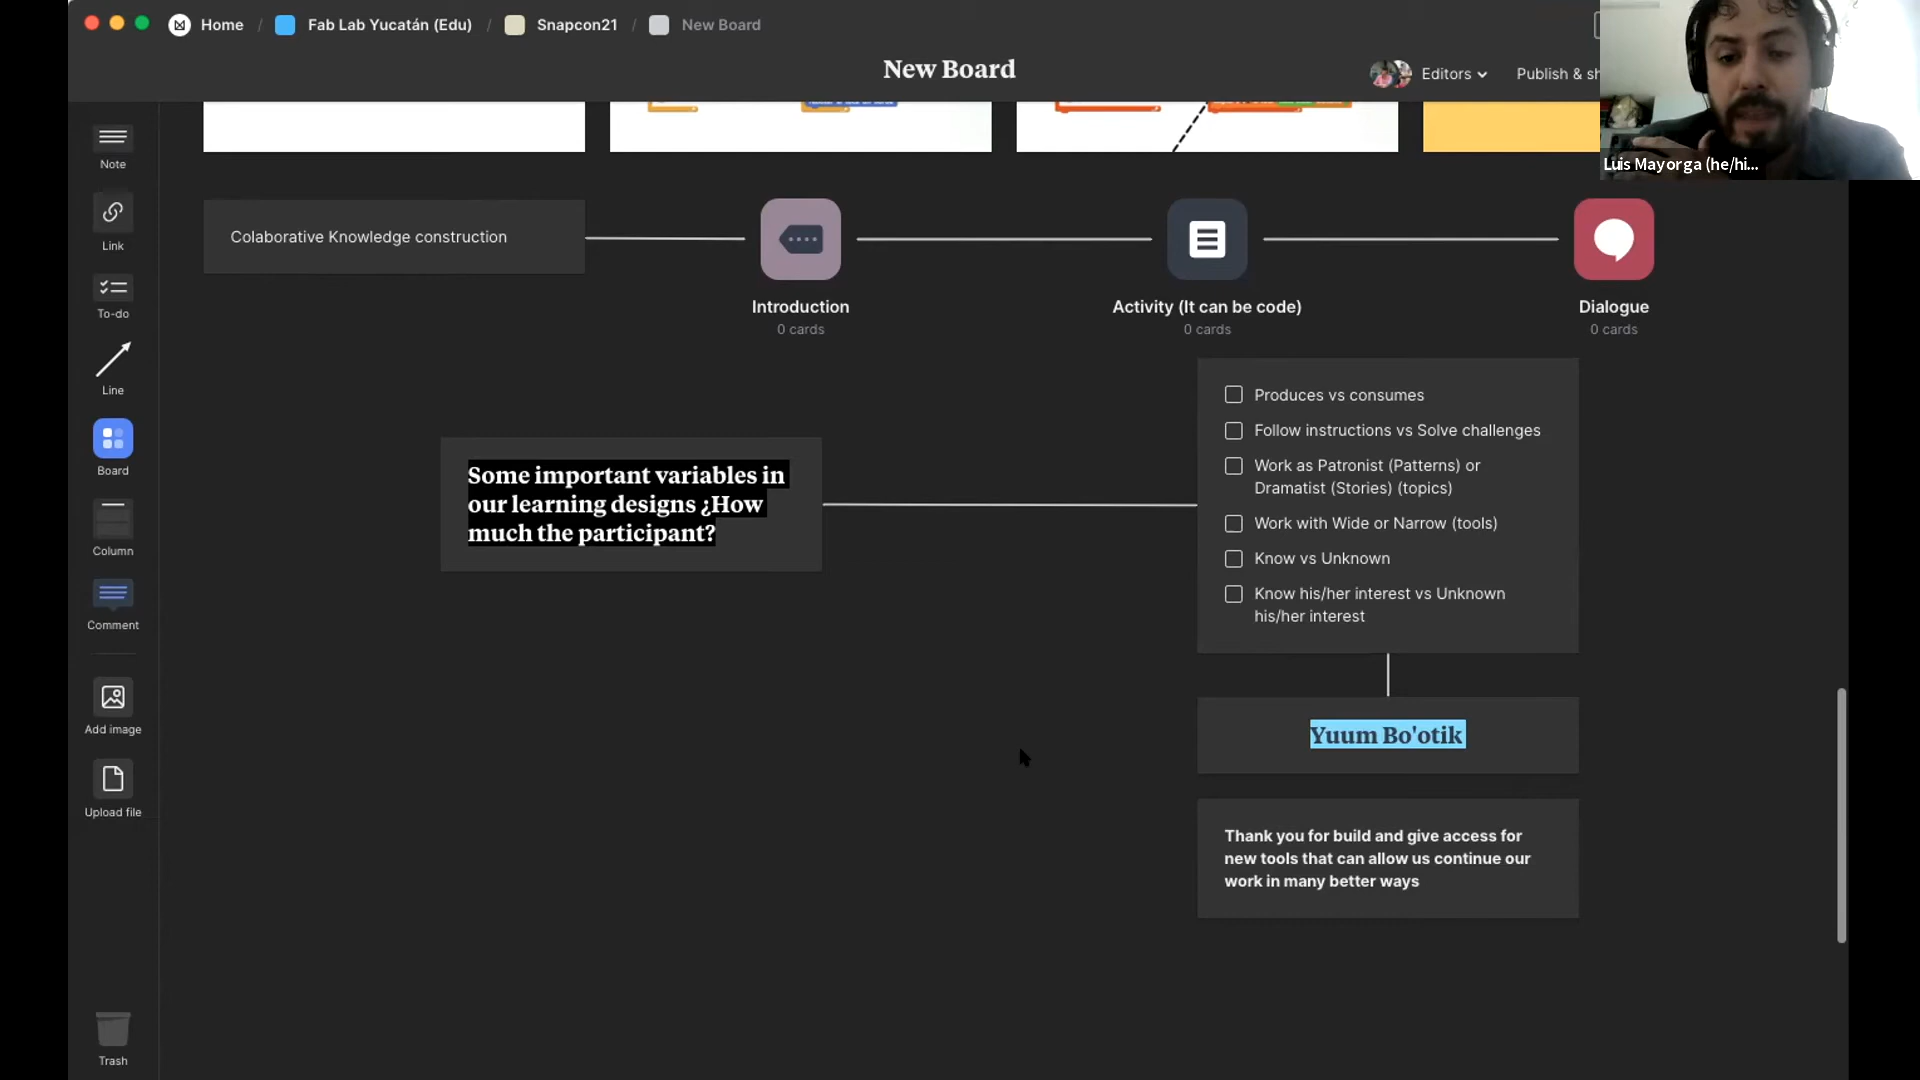 Home / Fab Lab Yucatán (Edu) / Snapcon21 / New Board
New Board
Editors
Publish & sh
Luis Mayorga (he/hi...
Note
Link
To-do
Line
Board
Column
Comment
Add image
Upload file
Trash
Colaborative Knowledge construction
Introduction
0 cards
Activity (It can be code)
0 cards
Dialogue
0 cards
Some important variables in
our learning designs ¿How
much the participant?
Produces vs consumes
Follow instructions vs Solve challenges
Work as Patronist (Patterns) or
Dramatist (Stories) (topics)
Work with Wide or Narrow (tools)
Know vs Unknown
Know his/her interest vs Unknown
his/her interest
Yuum Bo'otik
Thank you for build and give access for
new tools that can allow us continue our
work in many better ways